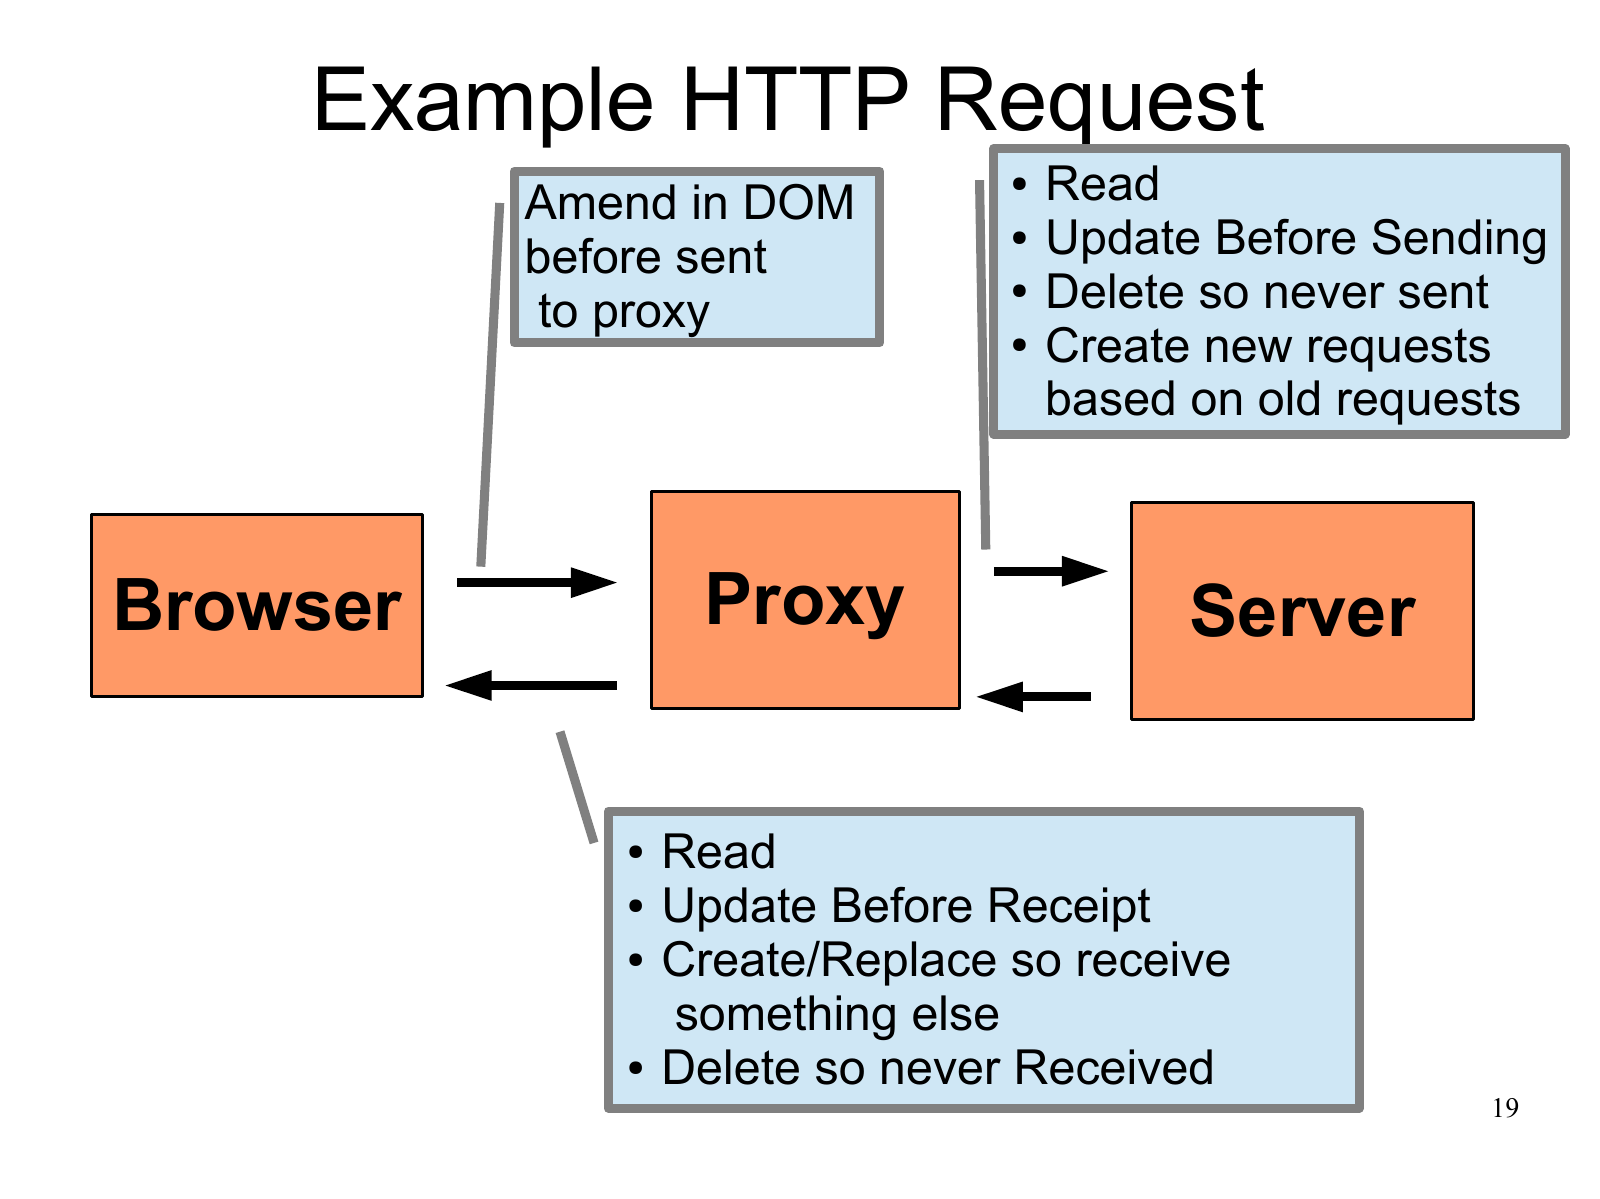 Example HTTP Request
Amend in DOM
before sent
to proxy
• Read
• Update Before Sending
• Delete so never sent
• Create new requests
based on old requests
Browser
Proxy
Server
• Read
• Update Before Receipt
• Create/Replace so receive
something else
• Delete so never Received
19